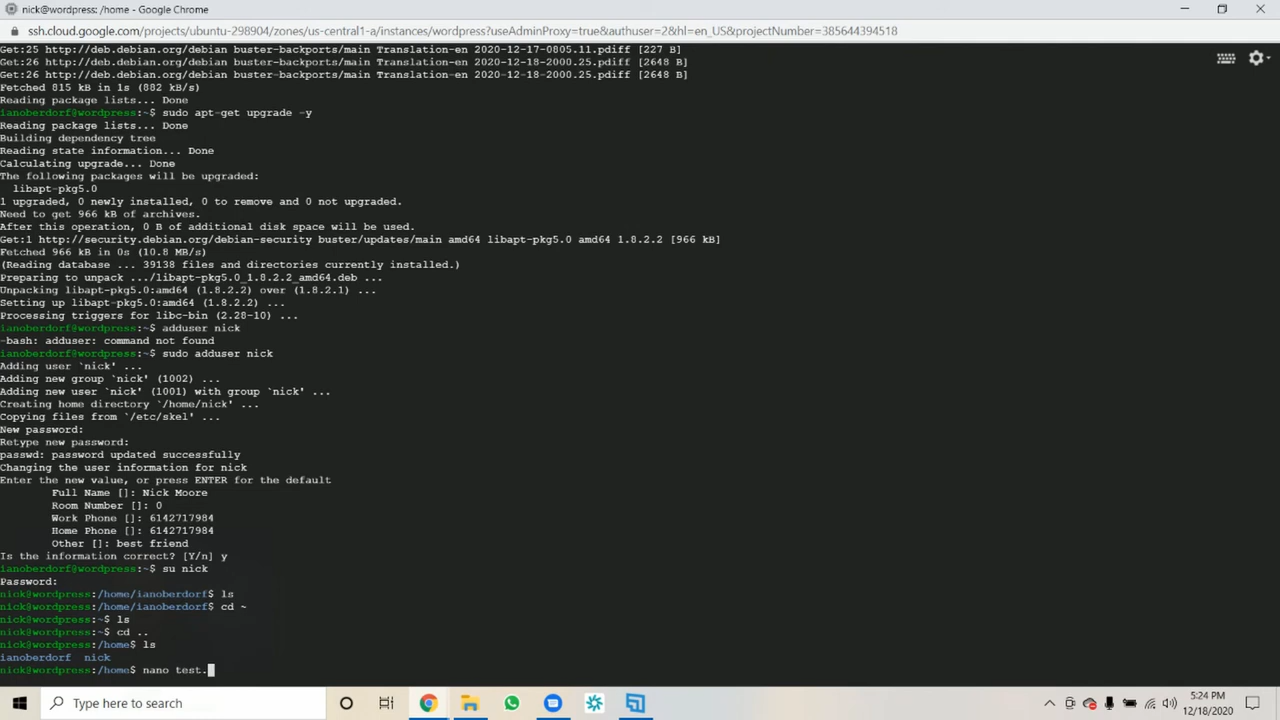 nick@wordpress: /home - Google Chrome
ssh.cloud.google.com/projects/ubuntu-298904/zones/us-central1-a/instances/wordpress?useAdminProxy=true&authuser=2&hl=en_US&projectNumber=385644394518
Get:25 http://deb.debian.org/debian buster-backports/main Translation-en 2020-12-17-0805.11.pdiff [227 B]
Get:26 http://deb.debian.org/debian buster-backports/main Translation-en 2020-12-18-2000.25.pdiff [2648 B]
Get:26 http://deb.debian.org/debian buster-backports/main Translation-en 2020-12-18-2000.25.pdiff [2648 B]
Fetched 815 kB in 1s (882 kB/s)
Reading package lists... Done
ianoberdorf@wordpress:~$ sudo apt-get upgrade -y
Reading package lists... Done
Building dependency tree
Reading state information... Done
Calculating upgrade... Done
The following packages will be upgraded:
  libapt-pkg5.0
1 upgraded, 0 newly installed, 0 to remove and 0 not upgraded.
Need to get 966 kB of archives.
After this operation, 0 B of additional disk space will be used.
Get:1 http://security.debian.org/debian-security buster/updates/main amd64 libapt-pkg5.0 amd64 1.8.2.2 [966 kB]
Fetched 966 kB in 0s (10.8 MB/s)
(Reading database ... 39138 files and directories currently installed.)
Preparing to unpack .../libapt-pkg5.0_1.8.2.2_amd64.deb ...
Unpacking libapt-pkg5.0:amd64 (1.8.2.2) over (1.8.2.1) ...
Setting up libapt-pkg5.0:amd64 (1.8.2.2) ...
Processing triggers for libc-bin (2.28-10) ...
ianoberdorf@wordpress:~$ adduser nick
-bash: adduser: command not found
ianoberdorf@wordpress:~$ sudo adduser nick
Adding user `nick' ...
Adding new group `nick' (1002) ...
Adding new user `nick' (1001) with group `nick' ...
Creating home directory `/home/nick' ...
Copying files from `/etc/skel' ...
New password:
Retype new password:
passwd: password updated successfully
Changing the user information for nick
Enter the new value, or press ENTER for the default
        Full Name []: Nick Moore
        Room Number []: 0
        Work Phone []: 6142717984
        Home Phone []: 6142717984
        Other []: best friend
Is the information correct? [Y/n] y
ianoberdorf@wordpress:~$ su nick
Password:
nick@wordpress:/home/ianoberdorf$ ls
nick@wordpress:/home/ianoberdorf$ cd ~
nick@wordpress:~$ ls
nick@wordpress:~$ cd ..
nick@wordpress:/home$ ls
ianoberdorf  nick
nick@wordpress:/home$ nano test.
Type here to search
5:24 PM
12/18/2020